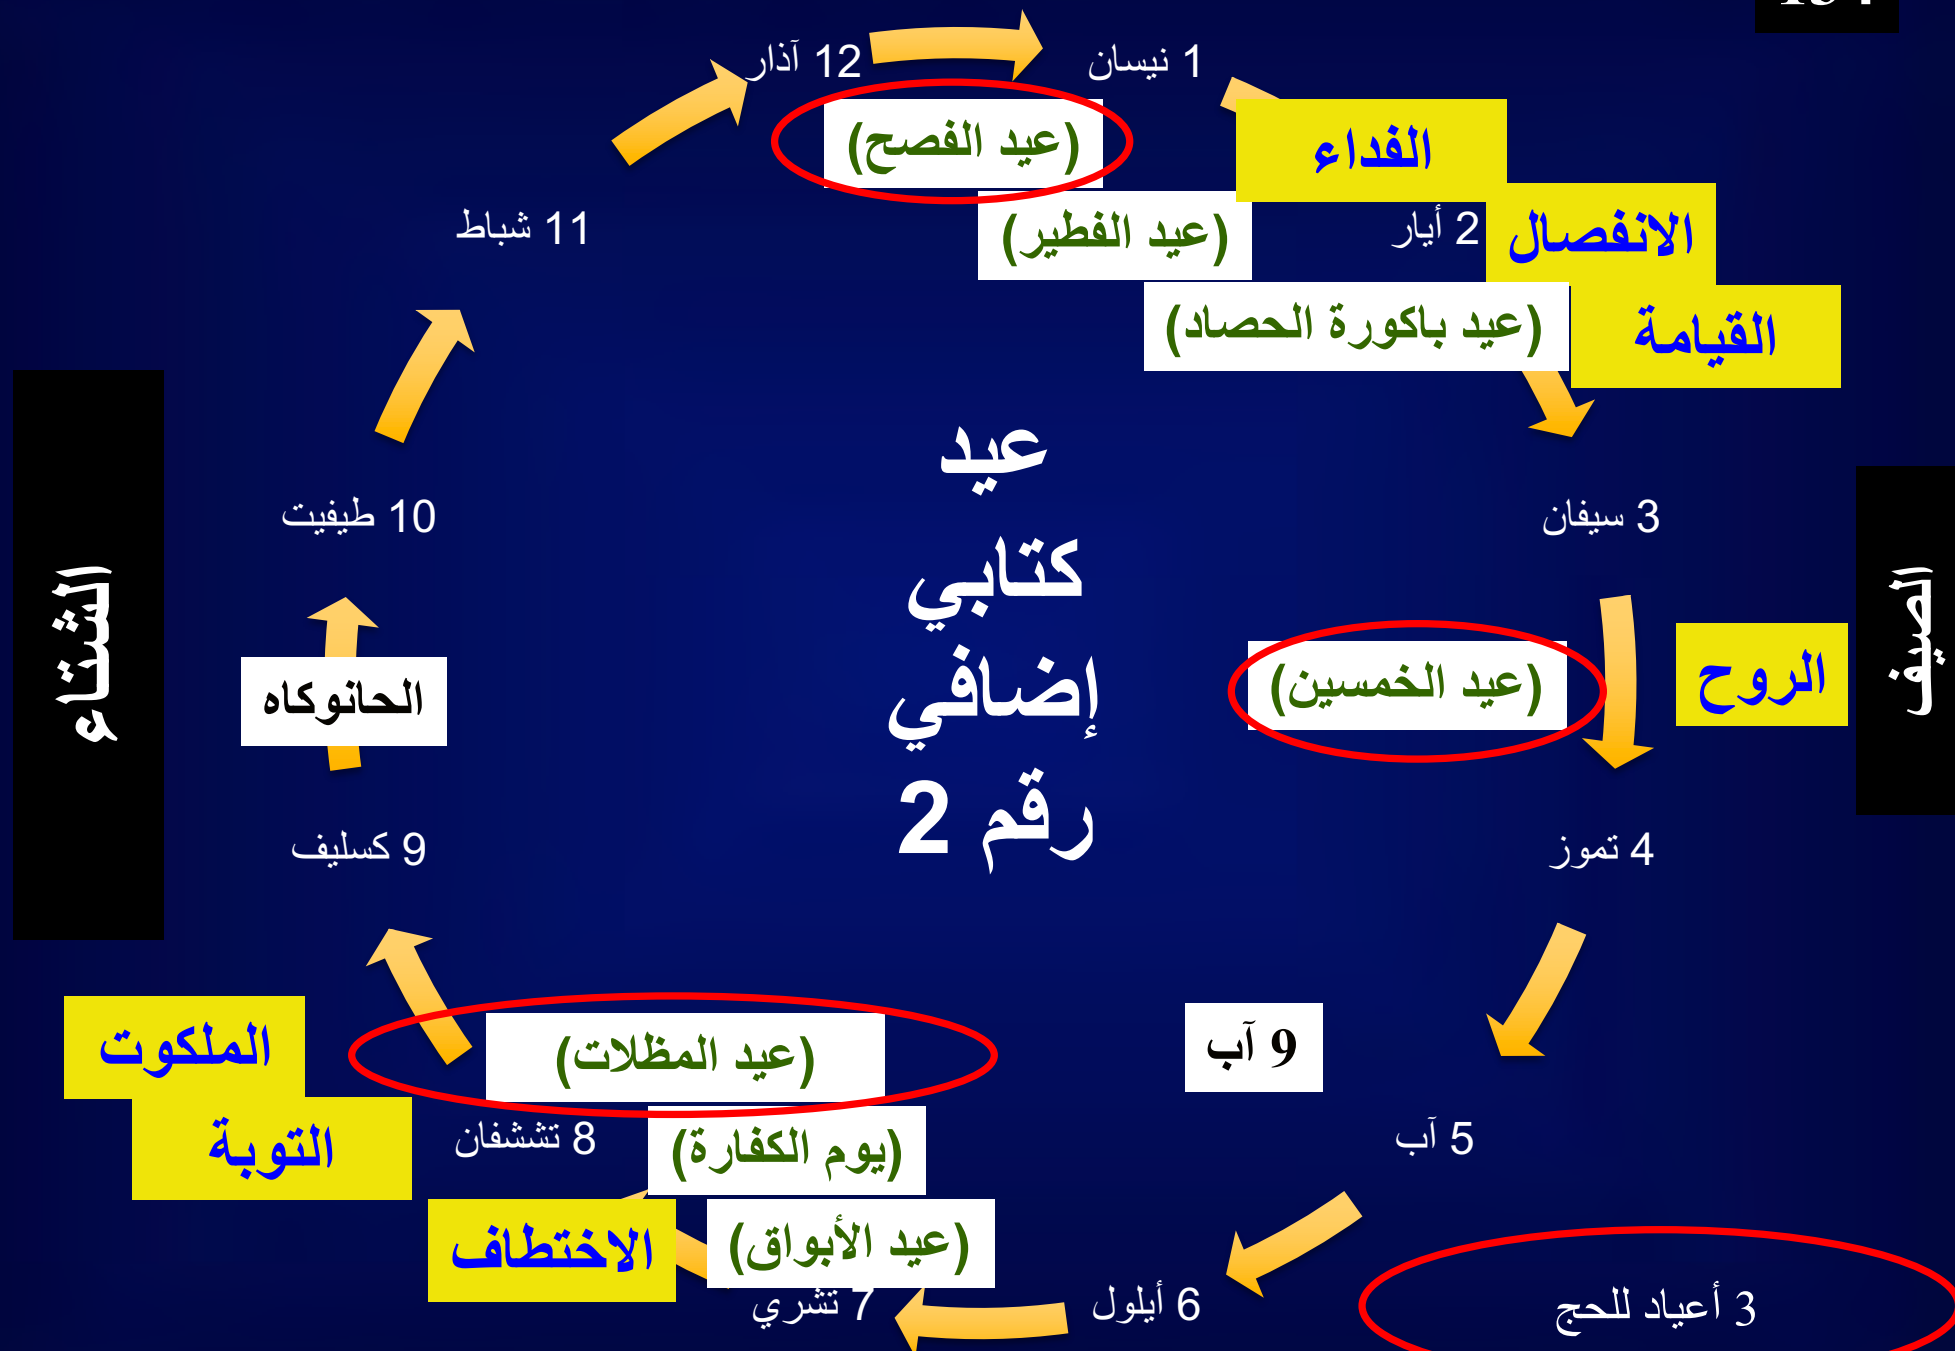 12 آذار
1 نيسان
(عيد الفصح)
الفداء
(عيد الفطير)
2 أيار
الانفصال
(عيد باكورة الحصاد)
القيامة
3 سيفان
(عيد الخمسين)
الروح
الصيف
4 تموز
9 آب
5 آب
3 أعياد للحج
6 أيلول
7 تشري
(عيد الأبواق)
الاختطاف
(يوم الكفارة)
8 تششفان
التوبة
(عيد المظلات)
الملكوت
9 كسليف
الحانوكاه
10 طيفيت
الشتاء
11 شباط
عيد
كتابي
إضافي
رقم 2